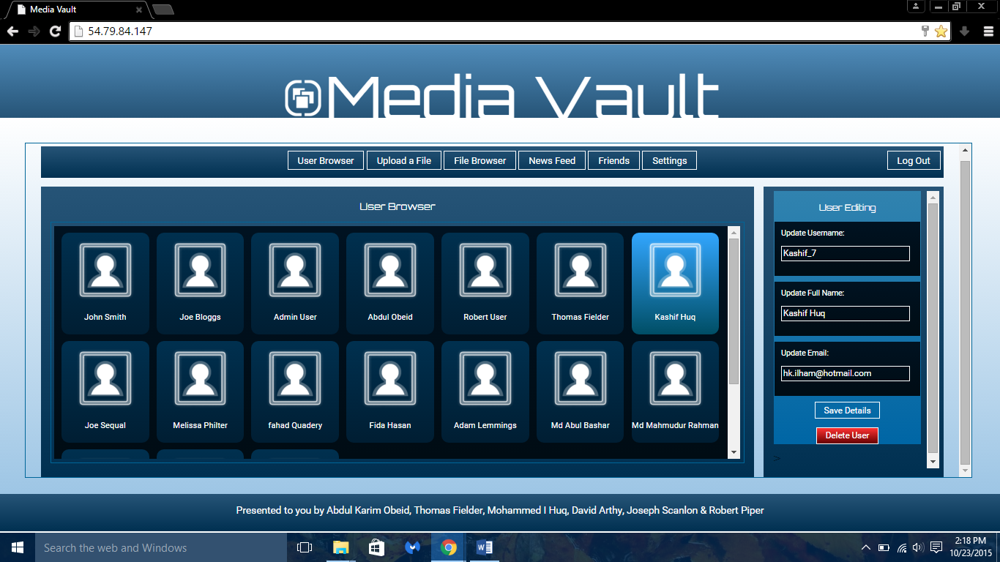 Media Vault
54.79.84.147
Media Vault
User Browser Upload a File File Browser News Feed Friends Settings Log Out
User Browser
John Smith Joe Bloggs Admin User Abdul Obeid Robert User Thomas Fielder Kashif Huq
Joe Sequal Melissa Philter fahad Quadery Fida Hasan Adam Lemmings Md Abul Bashar Md Mahmudur Rahman
User Editing
Update Username:
Kashif_7
Update Full Name:
Kashif Huq
Update Email:
hk.ilham@hotmail.com
Save Details
Delete User
>
Presented to you by Abdul Karim Obeid, Thomas Fielder, Mohammed I Huq, David Arthy, Joseph Scanlon & Robert Piper
Search the web and Windows
2:18 PM
10/23/2015